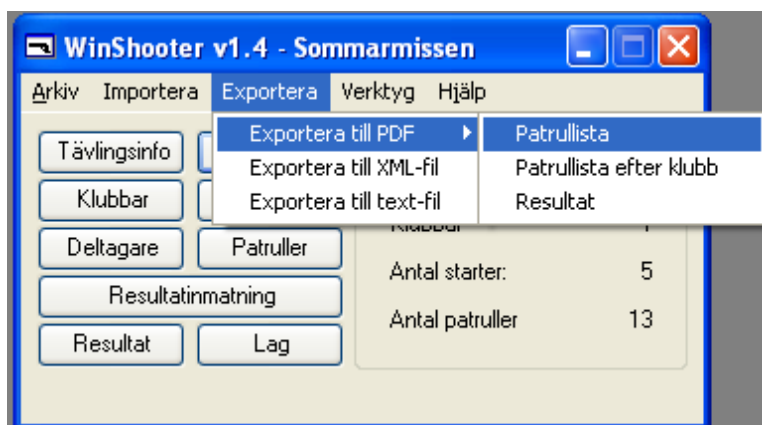 WinShooter v1.4 - Sommarmissen
Arkiv Importera Exportera Verktyg Hjälp
Exportera till PDF Patrullista
Exportera till XML-fil Patrullista efter klubb
Exportera till text-fil Resultat
Tävlingsinfo
Klubbar
Deltagare Patruller
Resultatinmatning
Resultat Lag
Antal starter: 5
Antal patruller 13